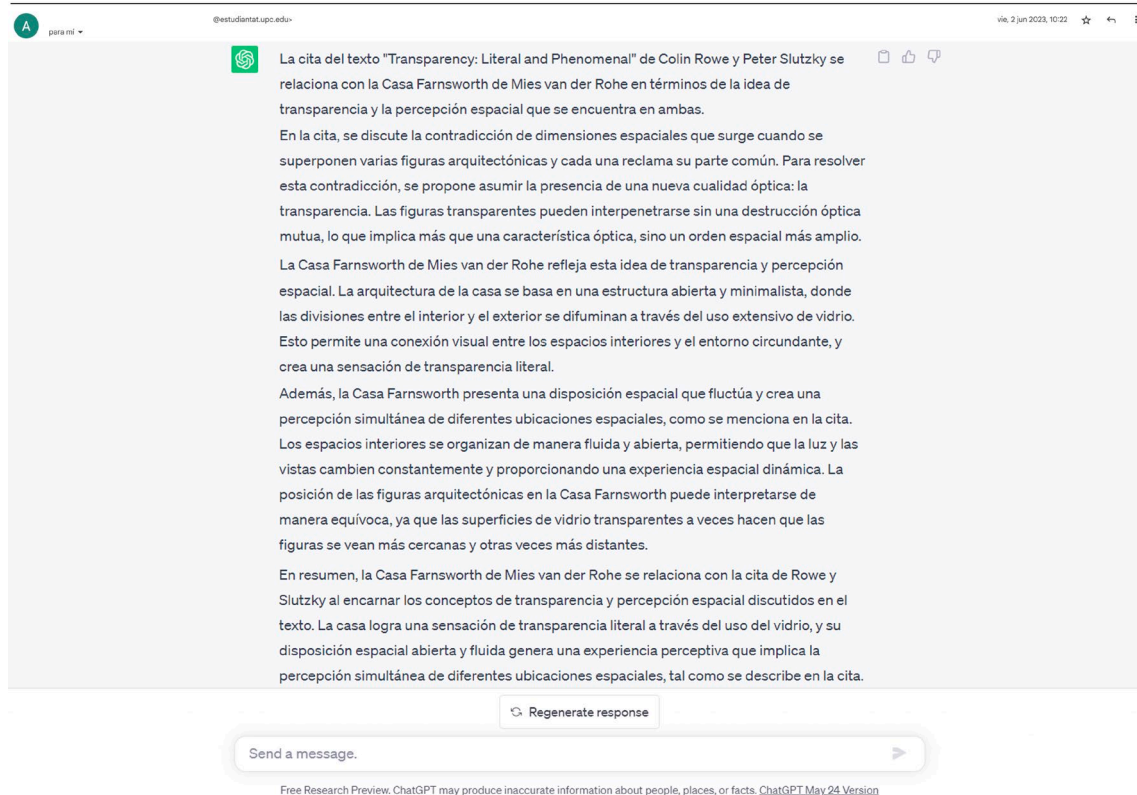 A
@estudiantat.upc.edu>
vie, 2 jun 2023, 10:22
para mí
La cita del texto "Transparency: Literal and Phenomenal" de Colin Rowe y Peter Slutzky se
relaciona con la Casa Farnsworth de Mies van der Rohe en términos de la idea de
transparencia y la percepción espacial que se encuentra en ambas.
En la cita, se discute la contradicción de dimensiones espaciales que surge cuando se
superponen varias figuras arquitectónicas y cada una reclama su parte común. Para resolver
esta contradicción, se propone asumir la presencia de una nueva cualidad óptica: la
transparencia. Las figuras transparentes pueden interpenetrarse sin una destrucción óptica
mutua, lo que implica más que una característica óptica, sino un orden espacial más amplio.
La Casa Farnsworth de Mies van der Rohe refleja esta idea de transparencia y percepción
espacial. La arquitectura de la casa se basa en una estructura abierta y minimalista, donde
las divisiones entre el interior y el exterior se difuminan a través del uso extensivo de vidrio.
Esto permite una conexión visual entre los espacios interiores y el entorno circundante, y
crea una sensación de transparencia literal.
Además, la Casa Farnsworth presenta una disposición espacial que fluctúa y crea una
percepción simultánea de diferentes ubicaciones espaciales, como se menciona en la cita.
Los espacios interiores se organizan de manera fluida y abierta, permitiendo que la luz y las
vistas cambien constantemente y proporcionando una experiencia espacial dinámica. La
posición de las figuras arquitectónicas en la Casa Farnsworth puede interpretarse de
manera equívoca, ya que las superficies de vidrio transparentes a veces hacen que las
figuras se vean más cercanas y otras veces más distantes.
En resumen, la Casa Farnsworth de Mies van der Rohe se relaciona con la cita de Rowe y
Slutzky al encarnar los conceptos de transparencia y percepción espacial discutidos en el
texto. La casa logra una sensación de transparencia literal a través del uso del vidrio, y su
disposición espacial abierta y fluida genera una experiencia perceptiva que implica la
percepción simultánea de diferentes ubicaciones espaciales, tal como se describe en la cita.
Regenerate response
Send a message.
Free Research Preview. ChatGPT may produce inaccurate information about people, places, or facts. ChatGPT May 24 Version